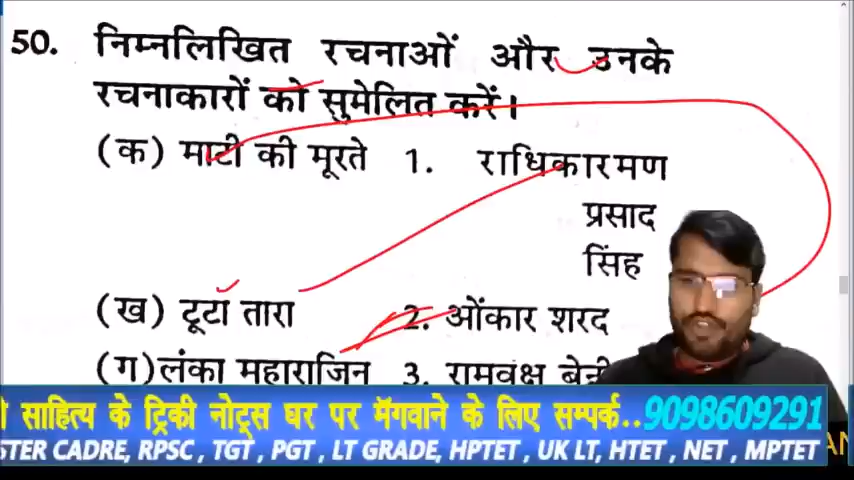 50. निम्नलिखित रचनाओं और उनके
रचनाकारों को सुमेलित करें।
(क) माटी की मूरते 1. राधिकारमण
प्रसाद
सिंह
(ख) टूटा तारा 2. ओंकार शरद
(ग) लंका महाराजिन 3. रामवृक्ष
साहित्य के ट्रिकी नोट्स घर पर मँगवाने के लिए सम्पर्क..9098609291
CADRE, RPSC , TGT , PGT , LT GRADE, HPTET , UK LT, HTET , NET , MPTET